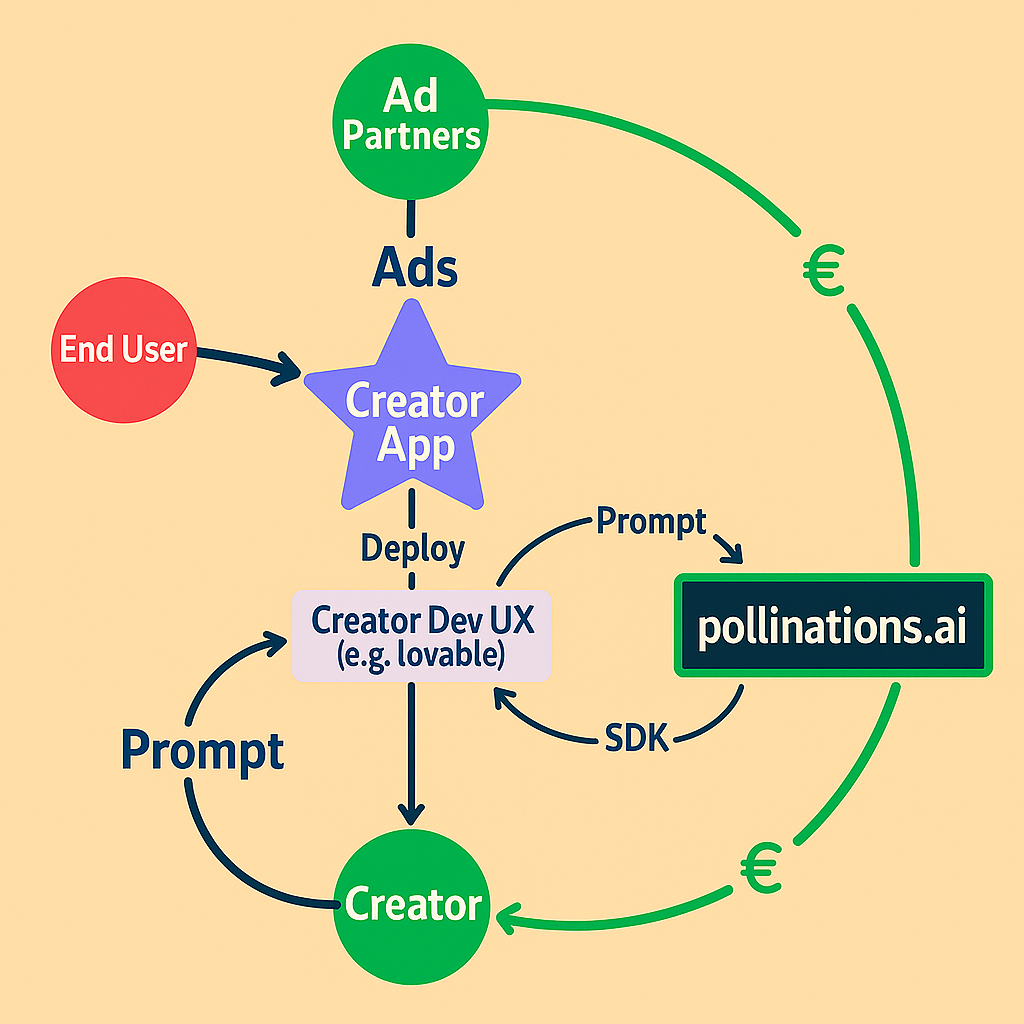 Ad
Partners
€
Ads
End User
Creator
App
Prompt
Deploy
Creator Dev UX
(e.g. lovable)
pollinations.ai
SDK
Prompt
€
Creator